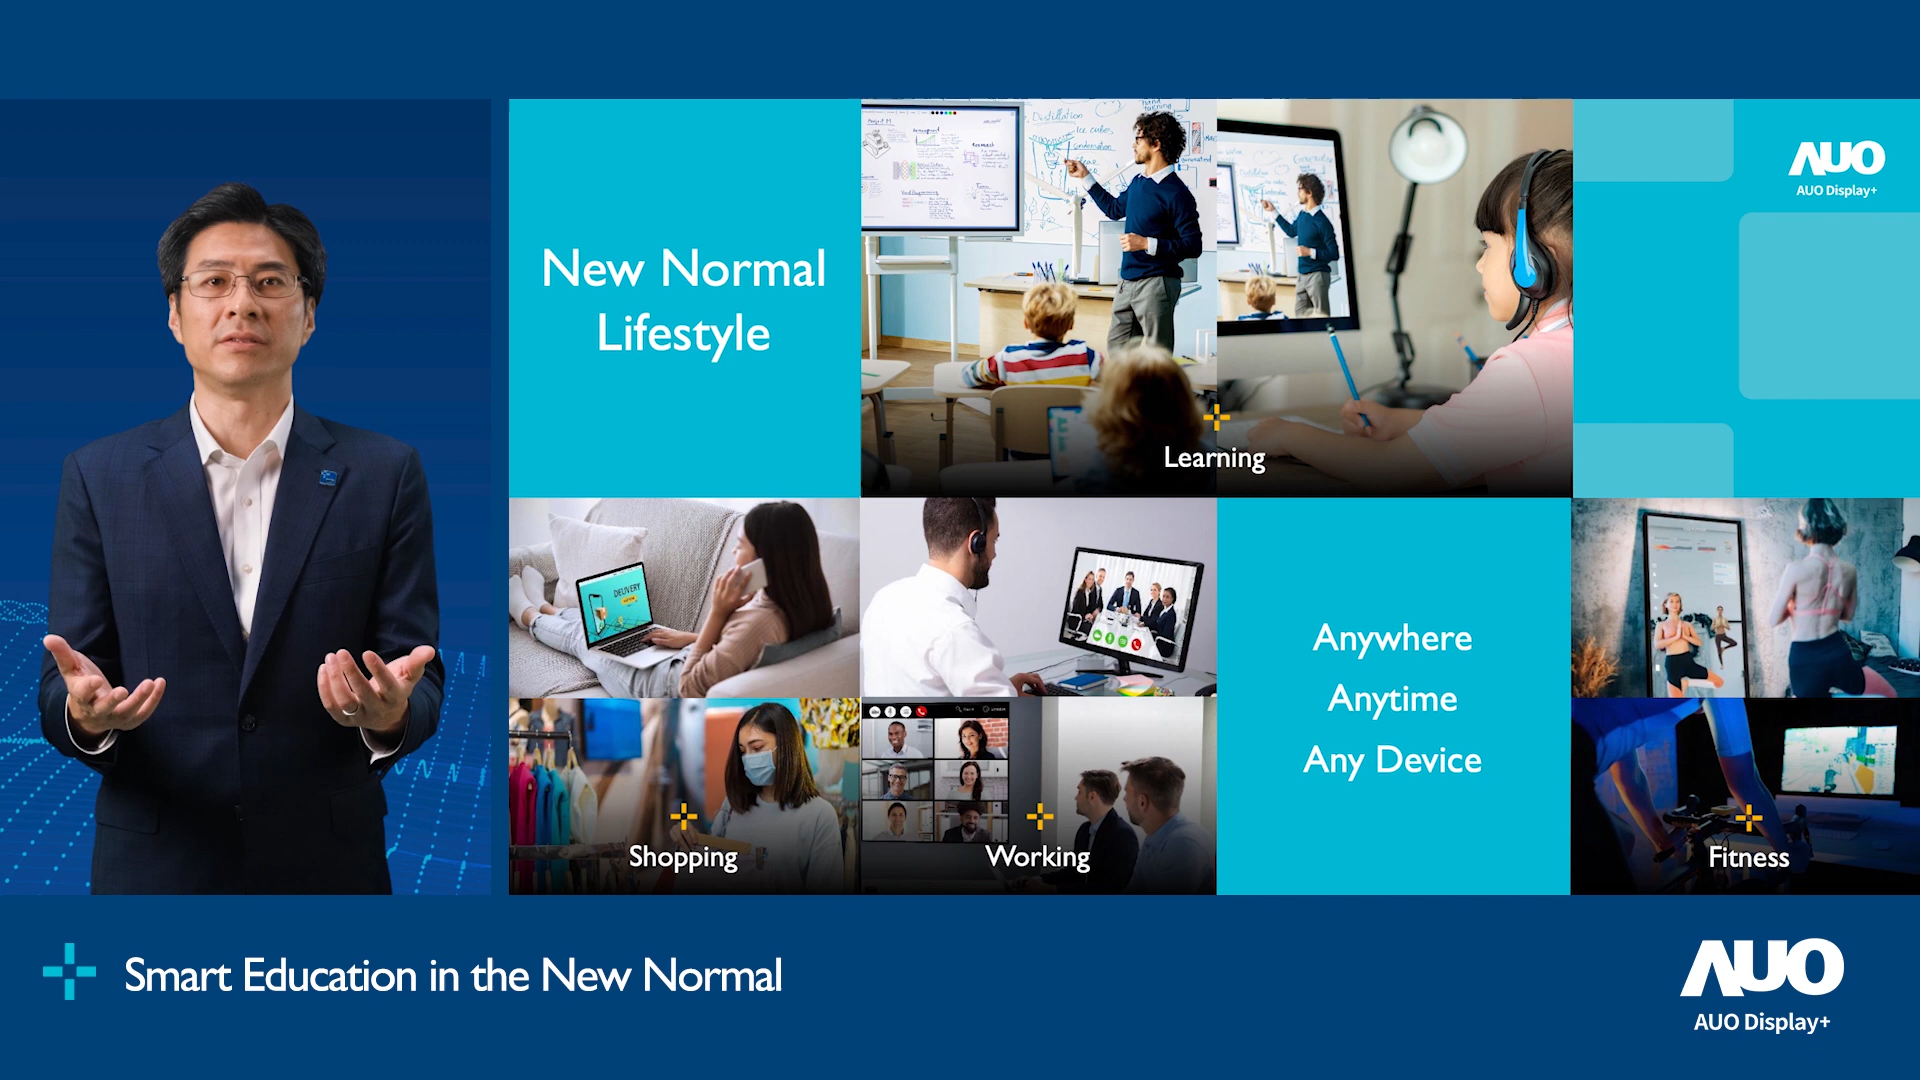 New Normal
Lifestyle
Learning
AUO
AUO Display+
DELIVERY
Shopping
Working
Anywhere
Anytime
Any Device
Fitness
Smart Education in the New Normal
AUO
AUO Display+